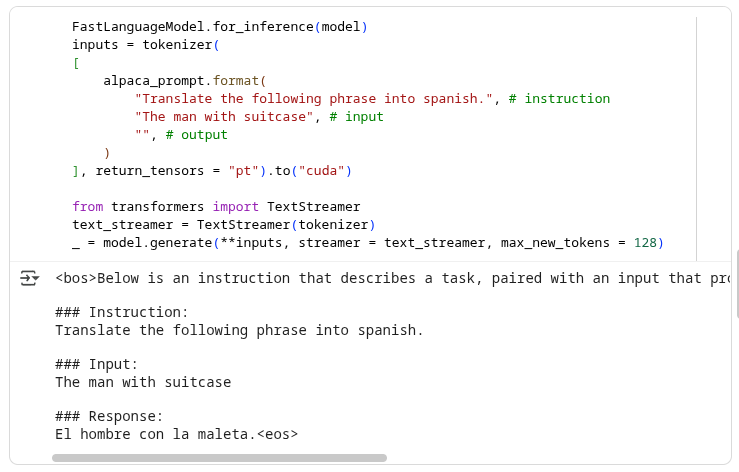 FastLanguageModel.for_inference(model)
inputs = tokenizer(
[
    alpaca_prompt.format(
        "Translate the following phrase into spanish.", # instruction
        "The man with suitcase", # input
        "", # output
    )
], return_tensors = "pt").to("cuda")

from transformers import TextStreamer
text_streamer = TextStreamer(tokenizer)
_ = model.generate(**inputs, streamer = text_streamer, max_new_tokens = 128)
<bos>Below is an instruction that describes a task, paired with an input that

### Instruction:
Translate the following phrase into spanish.

### Input:
The man with suitcase

### Response:
El hombre con la maleta.<eos>